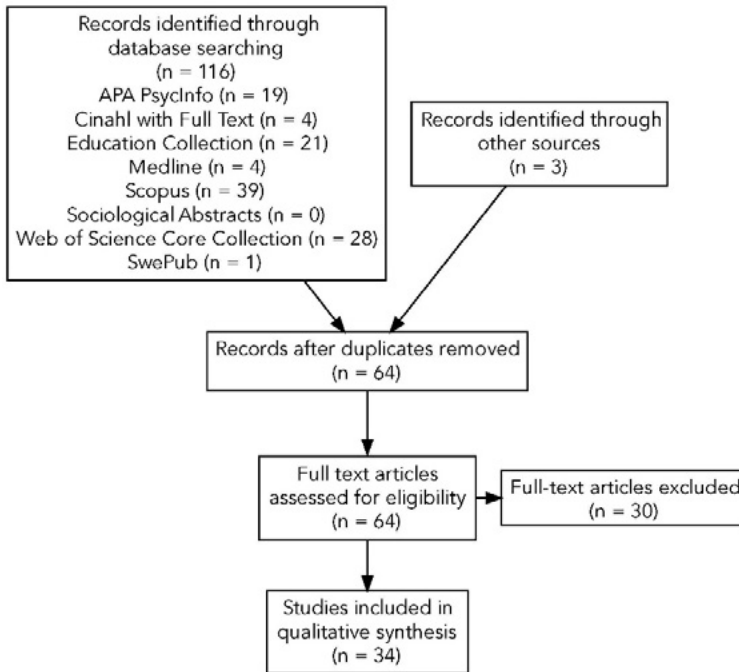 Records identified through
database searching
(n = 116)
APA PsycInfo (n = 19)
Cinahl with Full Text (n = 4)
Education Collection (n = 21)
Medline (n = 4)
Scopus (n = 39)
Sociological Abstracts (n = 0)
Web of Science Core Collection (n = 28)
SwePub (n = 1)
Records identified through
other sources
(n = 3)
Records after duplicates removed
(n = 64)
Full text articles
assessed for eligibility
(n = 64)
Full-text articles excluded
(n = 30)
Studies included in
qualitative synthesis
(n = 34)